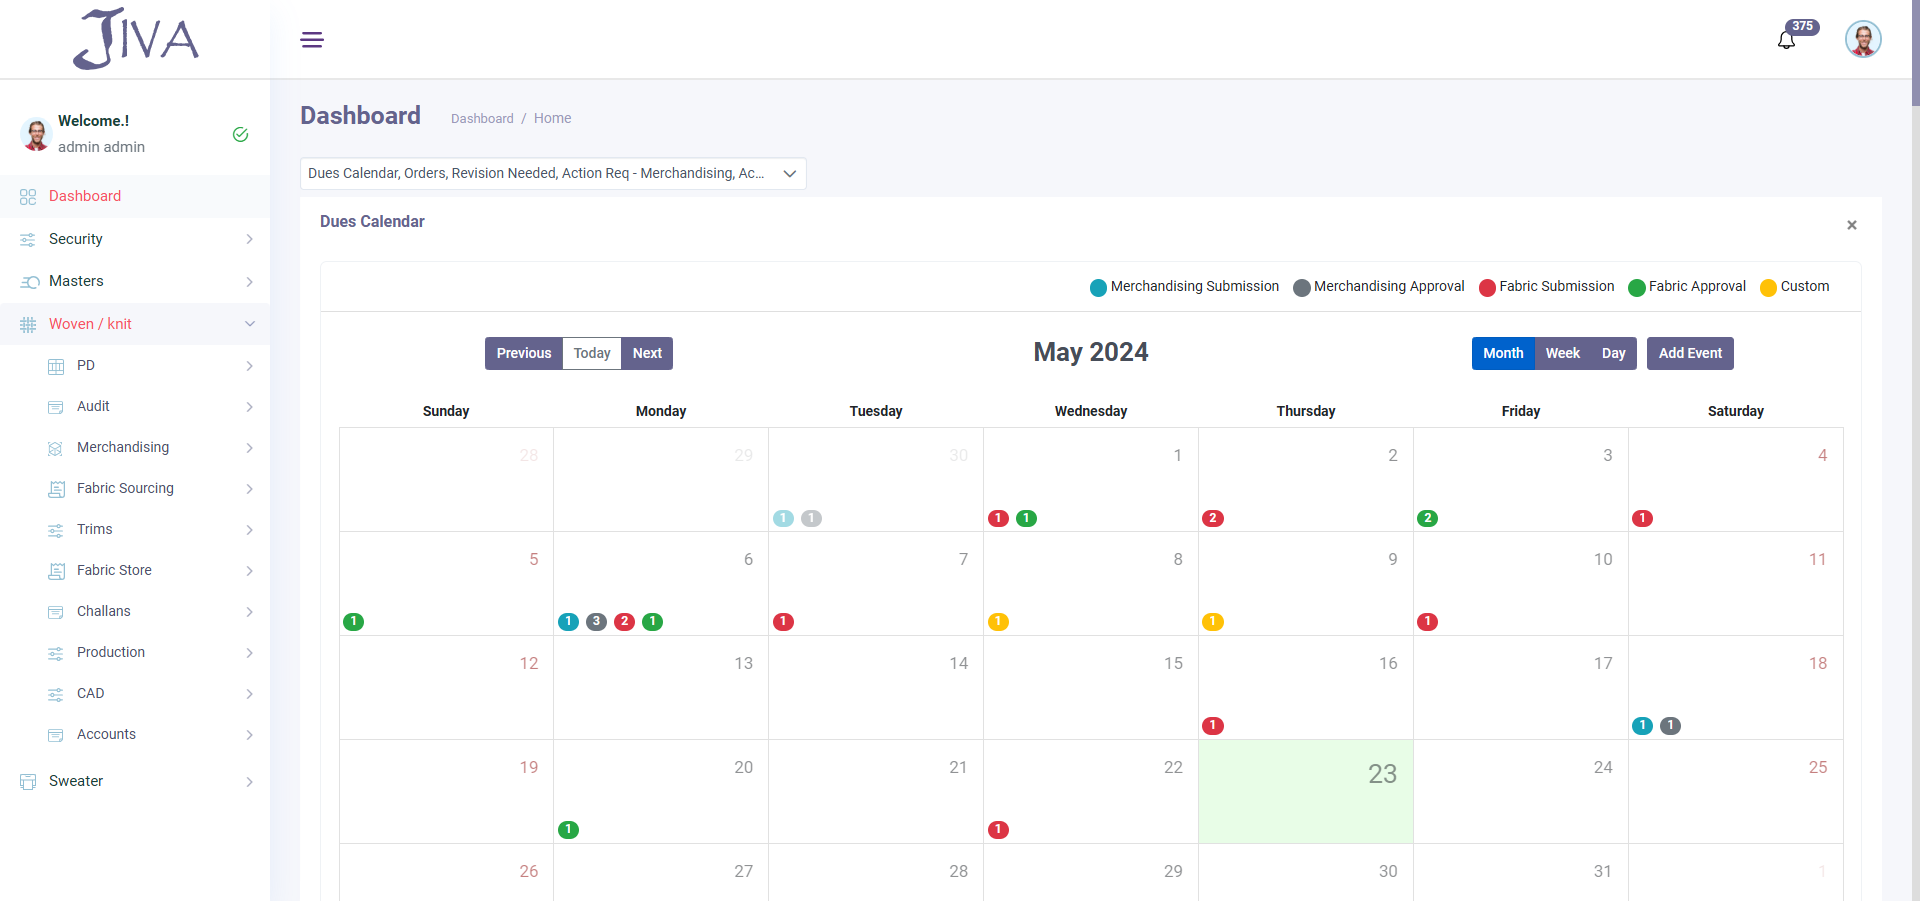 JIVA
375
Welcome.!
admin admin
Dashboard
Security
Masters
Woven / knit
PD
Audit
Merchandising
Fabric Sourcing
Trims
Fabric Store
Challans
Production
CAD
Accounts
Sweater
Dashboard
Dashboard / Home
Dues Calendar, Orders, Revision Needed, Action Req - Merchandising, Ac...
Dues Calendar
×
Merchandising Submission Merchandising Approval Fabric Submission Fabric Approval Custom
Previous Today Next
May 2024
Month Week Day Add Event
Sunday Monday Tuesday Wednesday Thursday Friday Saturday
28 29 30 1 2 3 4
1 1 1 1 2 2 1
5 6 7 8 9 10 11
1 1 3 2 1 1 1 1 1
12 13 14 15 16 17 18
1 1 1
19 20 21 22 23 24 25
1 1
26 27 28 29 30 31 1